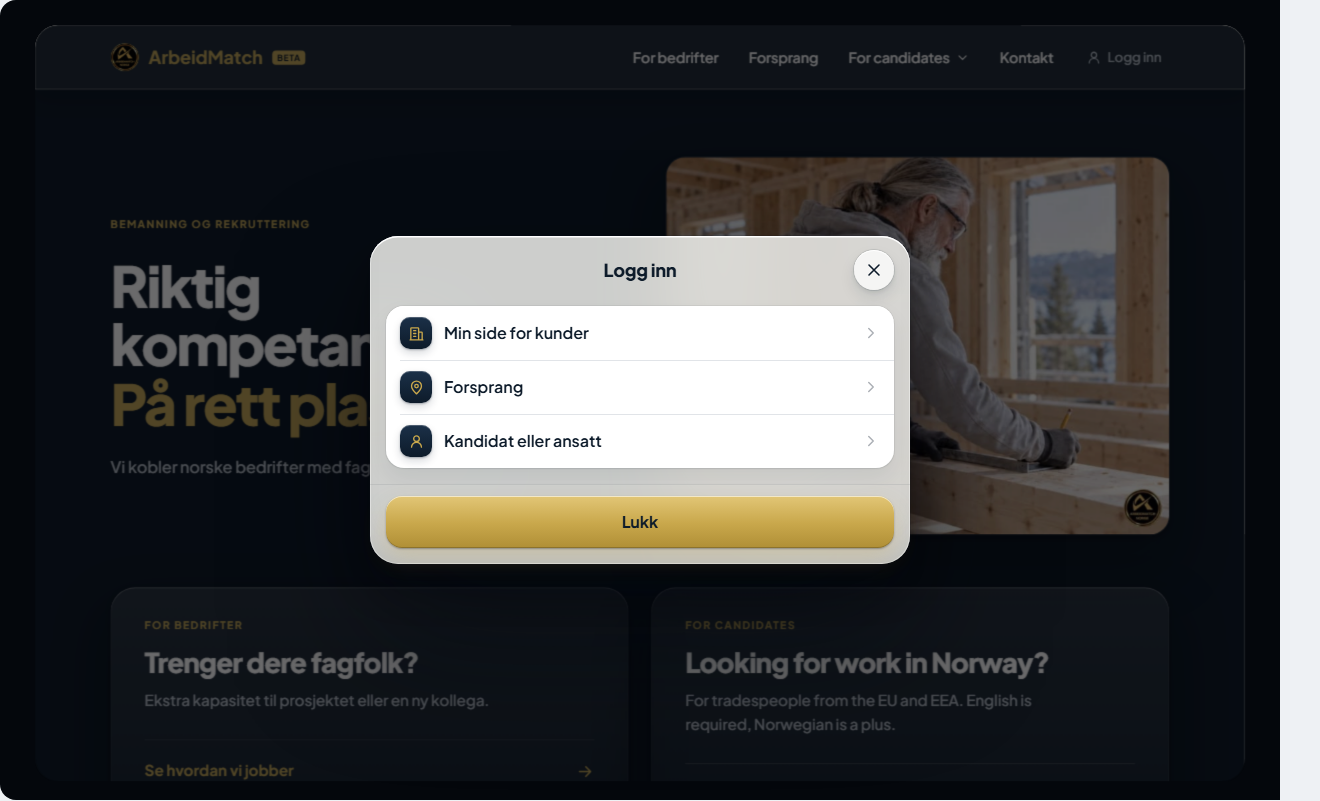 ArbeidMatch BETA
For bedrifter Forsprang For candidates Kontakt Logg inn
BEMANNING OG REKRUTTERING
Riktig
kompetan
På rett pla
Vi kobler norske bedrifter med fag
Logg inn
Min side for kunder
Forsprang
Kandidat eller ansatt
Lukk
FOR BEDRIFTER
Trenger dere fagfolk?
Ekstra kapasitet til prosjektet eller en ny kollega.
Se hvordan vi jobber
FOR CANDIDATES
Looking for work in Norway?
For tradespeople from the EU and EEA. English is
required, Norwegian is a plus.